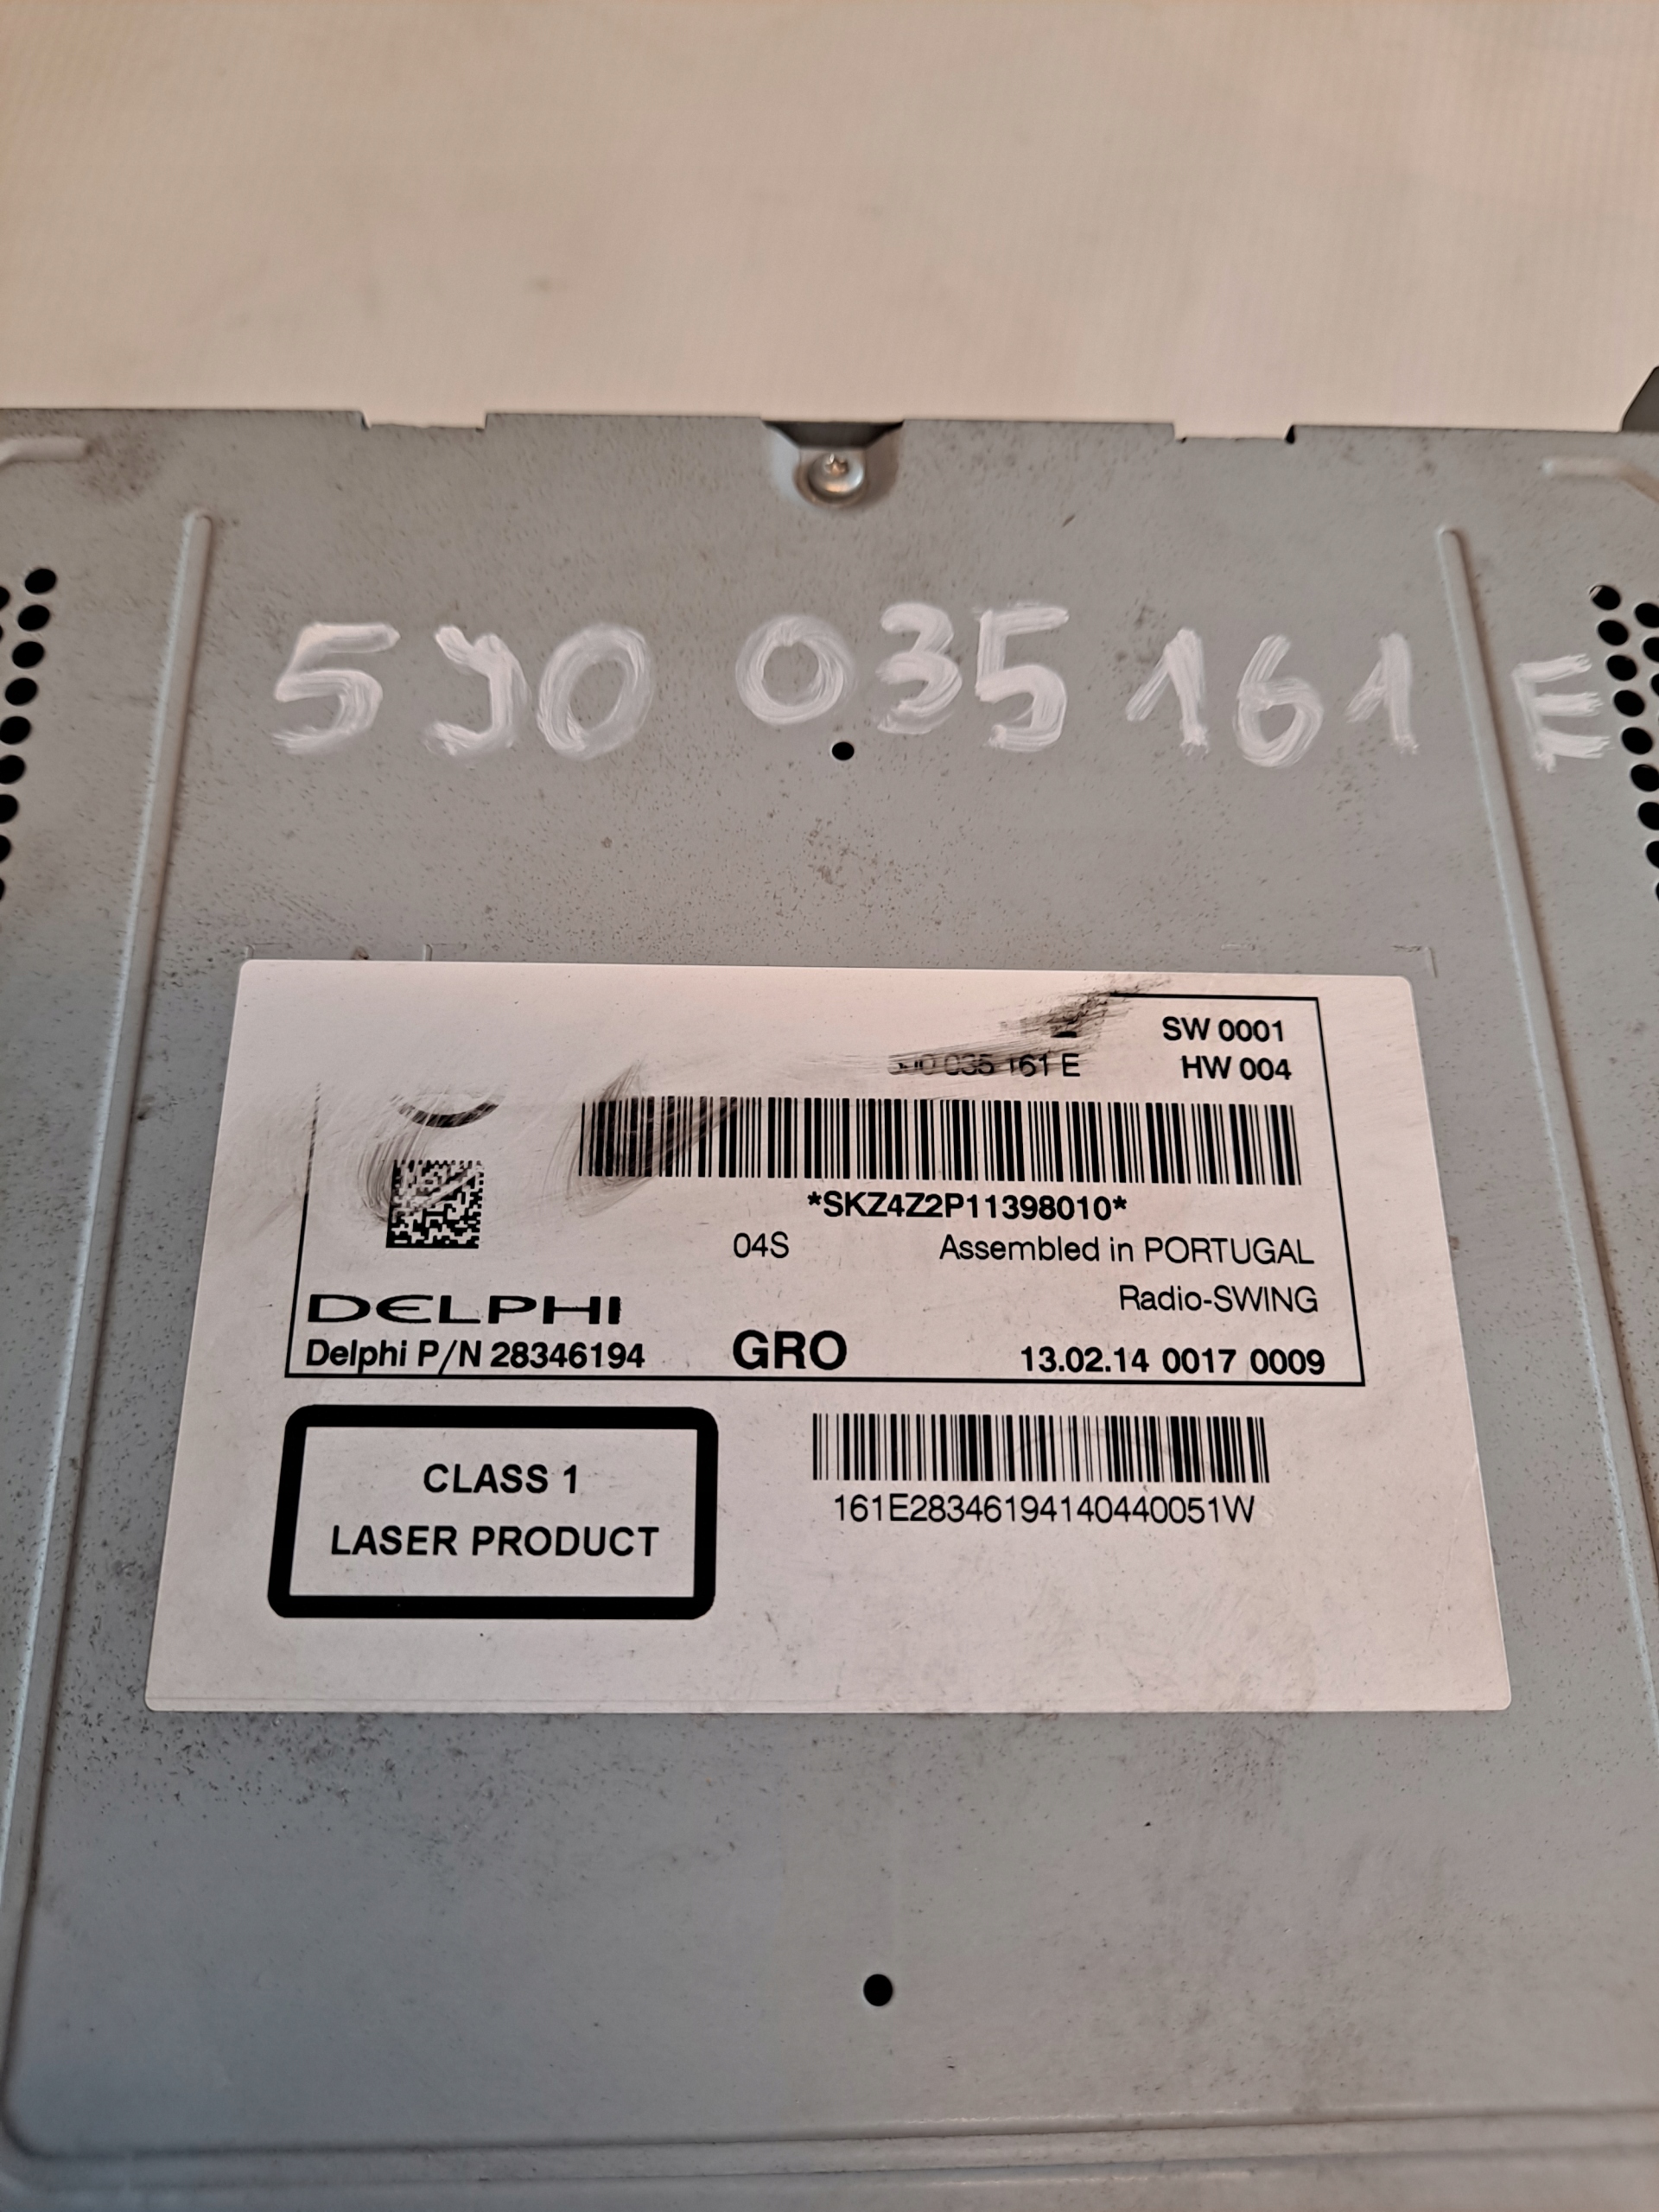 5J0 035 161 E
SW 0001
5J0 035 161 E HW 004
*SKZ4Z2P11398010*
04S Assembled in PORTUGAL
DELPHI Radio-SWING
Delphi P/N 28346194 GRO 13.02.14 0017 0009
CLASS 1
LASER PRODUCT
161E28346194140440051W